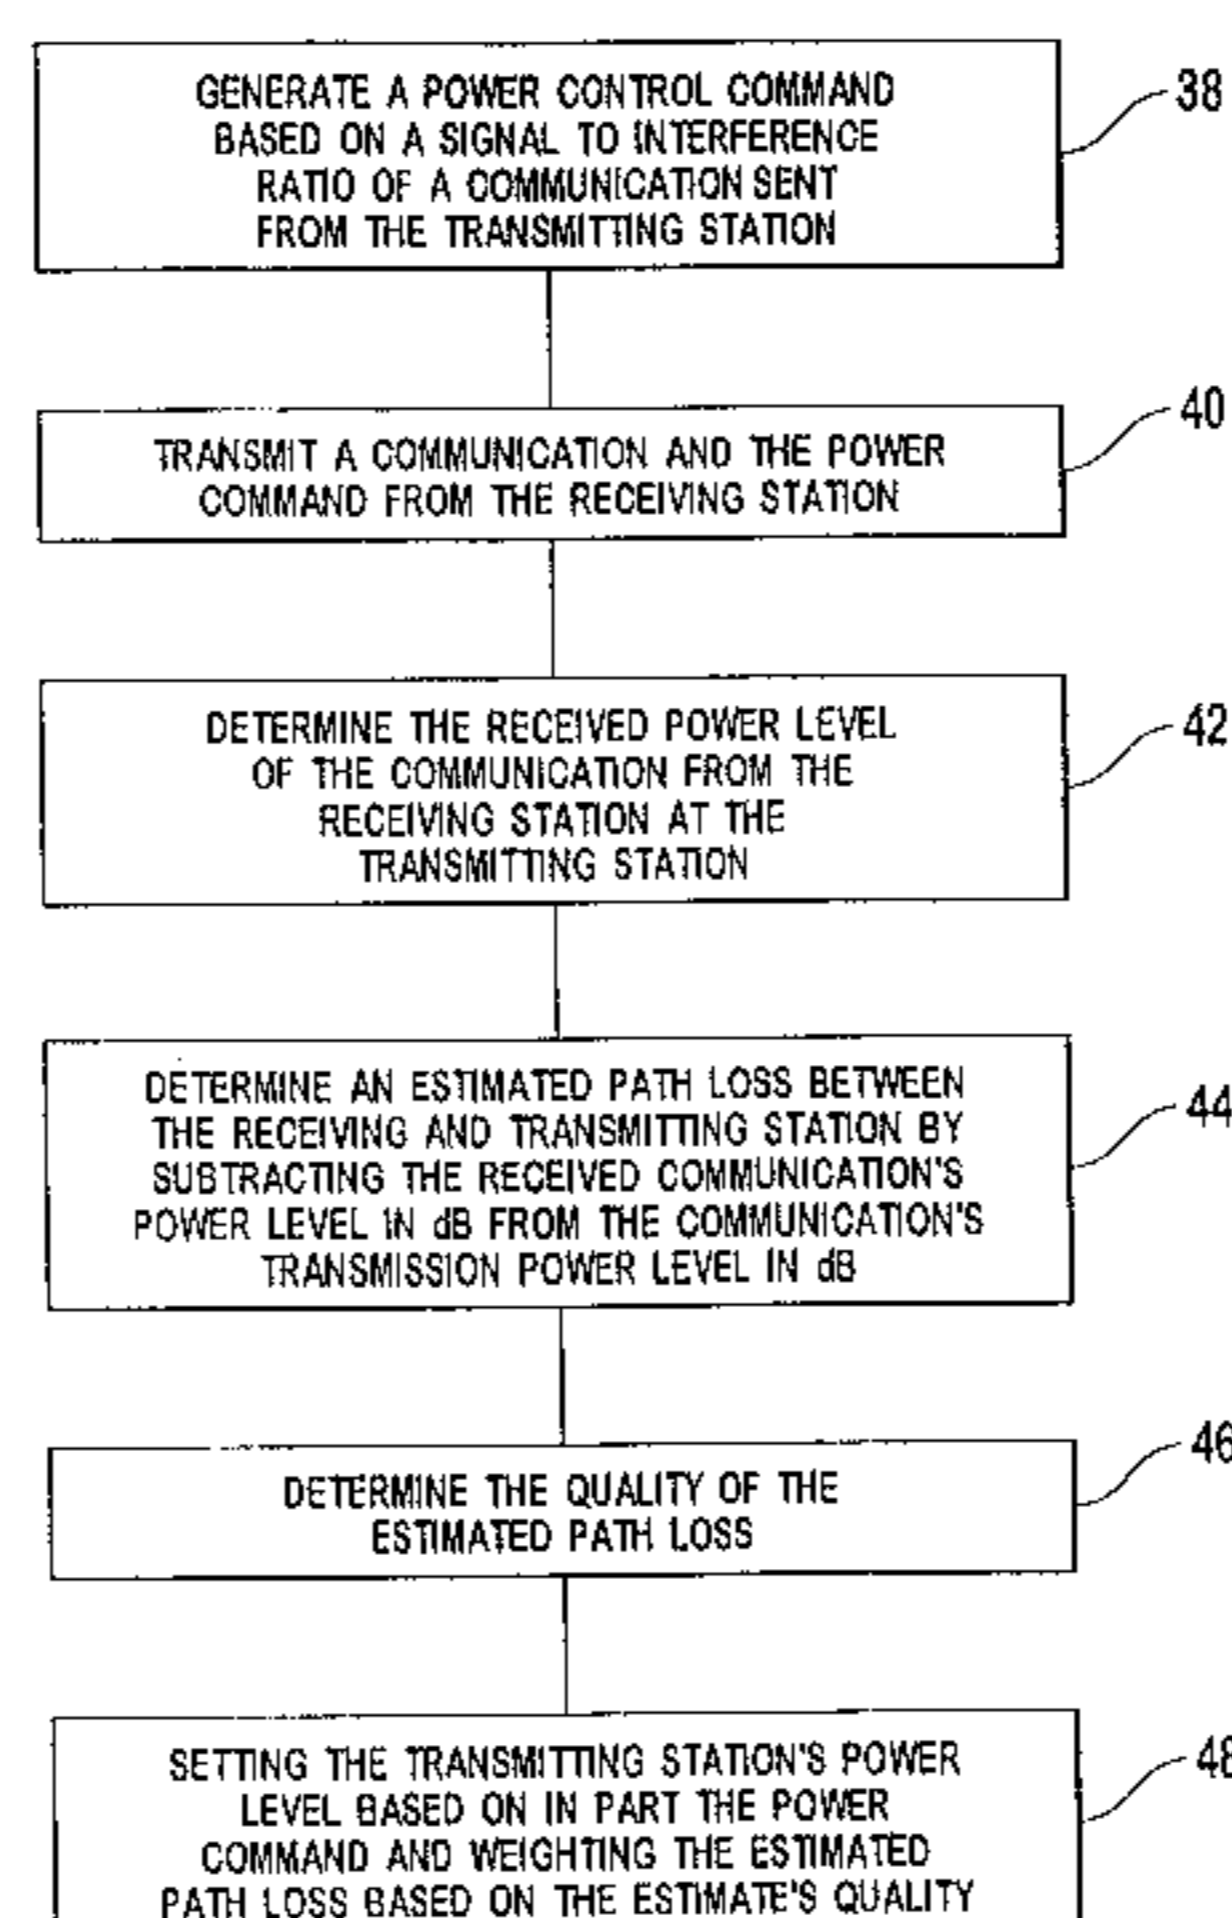 GENERATE A POWER CONTROL COMMAND
BASED ON A SIGNAL TO INTERFERENCE
RATIO OF A COMMUNICATION SENT
FROM THE TRANSMITTING STATION
38
TRANSMIT A COMMUNICATION AND THE POWER
COMMAND FROM THE RECEIVING STATION
40
DETERMINE THE RECEIVED POWER LEVEL
OF THE COMMUNICATION FROM THE
RECEIVING STATION AT THE
TRANSMITTING STATION
42
DETERMINE AN ESTIMATED PATH LOSS BETWEEN
THE RECEIVING AND TRANSMITTING STATION BY
SUBTRACTING THE RECEIVED COMMUNICATION'S
POWER LEVEL IN dB FROM THE COMMUNICATION'S
TRANSMISSION POWER LEVEL IN dB
44
DETERMINE THE QUALITY OF THE
ESTIMATED PATH LOSS
46
SETTING THE TRANSMITTING STATION'S POWER
LEVEL BASED ON IN PART THE POWER
COMMAND AND WEIGHTING THE ESTIMATED
PATH LOSS BASED ON THE ESTIMATE'S QUALITY
48